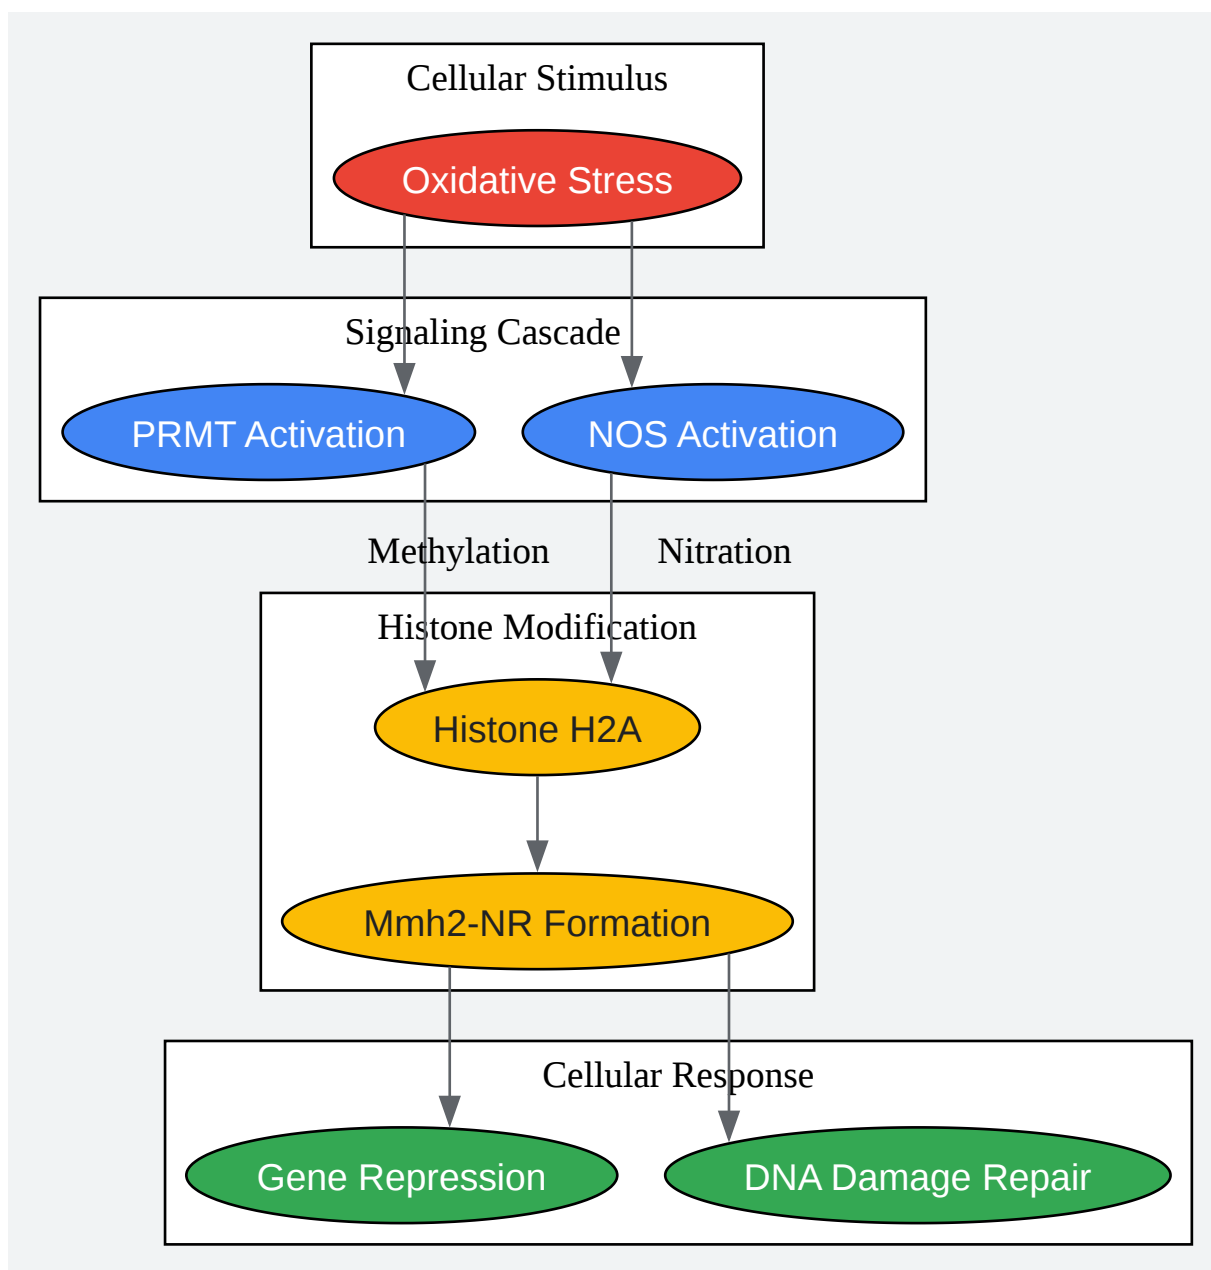 Cellular Stimulus
Oxidative Stress
Signaling Cascade
PRMT Activation
NOS Activation
Methylation
Nitration
Histone Modification
Histone H2A
Mmh2-NR Formation
Cellular Response
Gene Repression
DNA Damage Repair